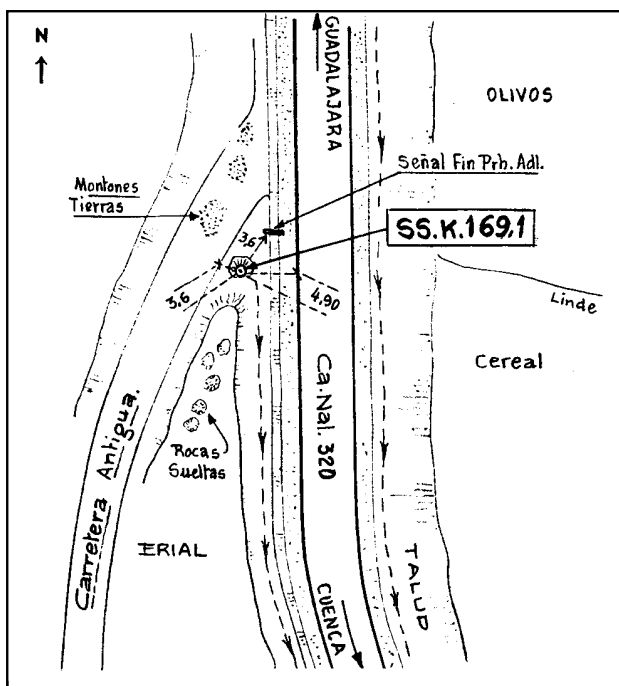 N
GUADALAJARA
OLIVOS
Señal Fin Prh. Adl.
Montones
Tierras
SS.K.169,1
3,6
3,6
4,90
Linde
Cereal
Ca. Nal. 320
Rocas
Sueltas
Carretera Antigua.
ERIAL
TALUD
CUENCA